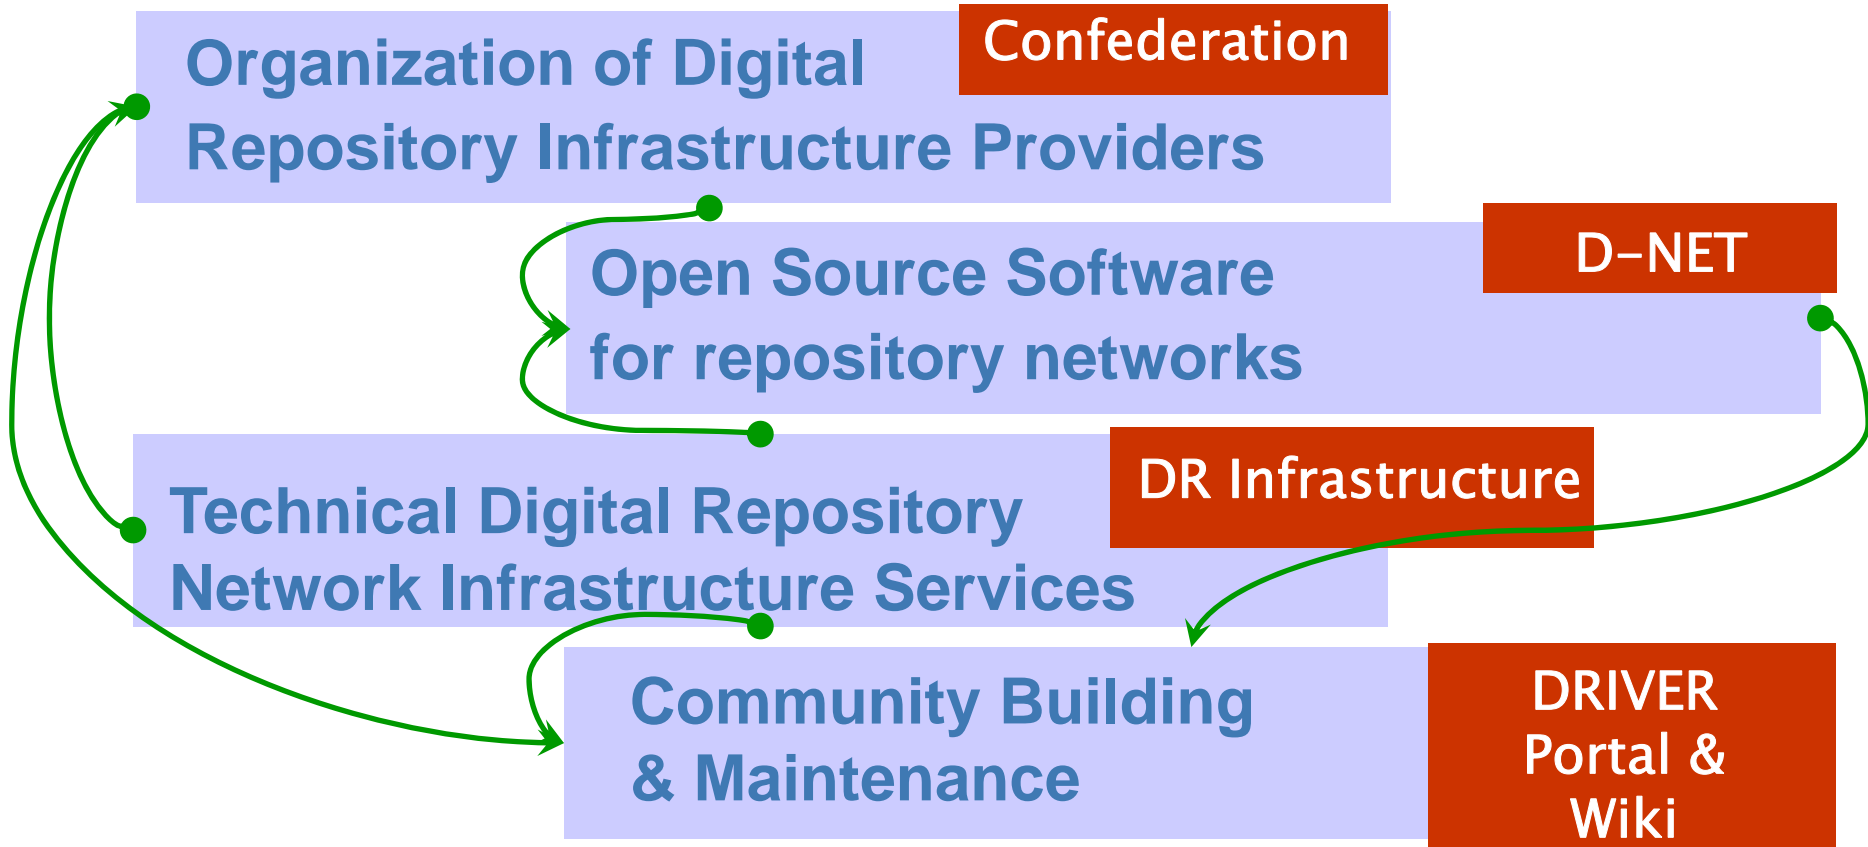 Organization of Digital
Repository Infrastructure Providers
Confederation
Open Source Software
for repository networks
D-NET
Technical Digital Repository
Network Infrastructure Services
DR Infrastructure
Community Building
& Maintenance
DRIVER
Portal &
Wiki